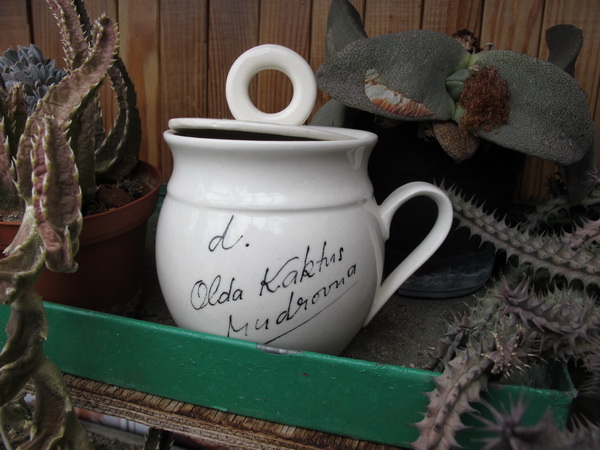 d.
Olda Kaktus
Mudrovna